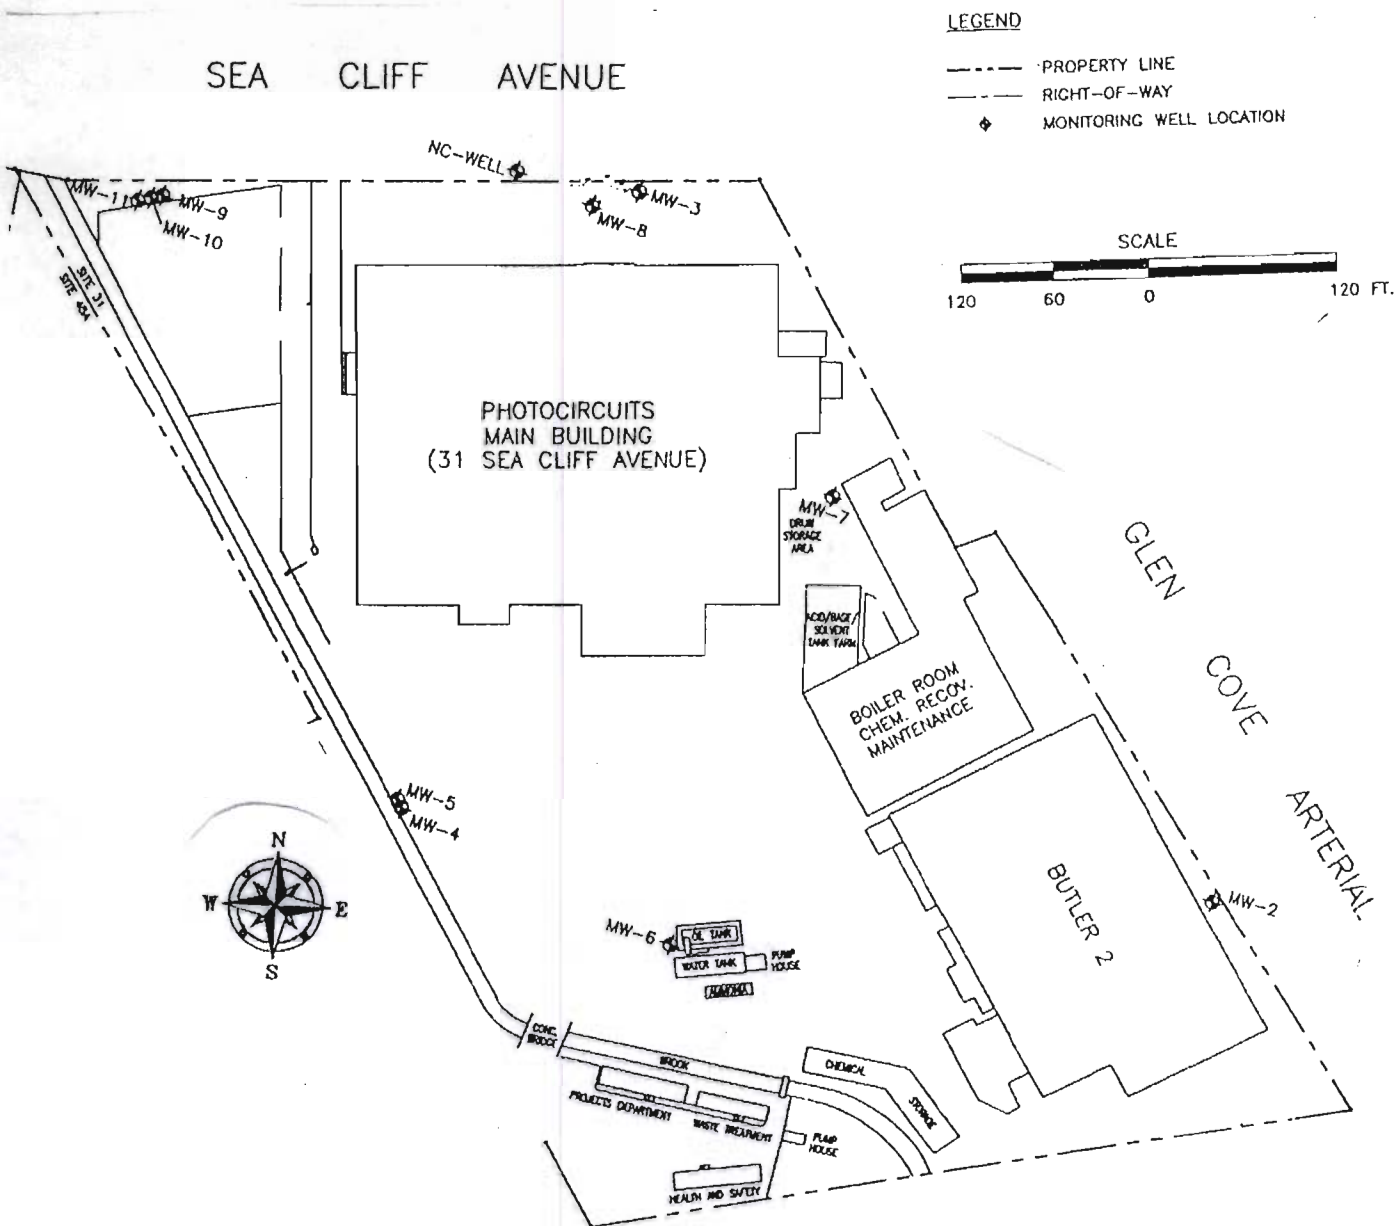 LEGEND
PROPERTY LINE
RIGHT-OF-WAY
MONITORING WELL LOCATION
SEA CLIFF AVENUE
SCALE
120 60 0 120 FT.
NC-WELL
MW-1
MW-9
MW-10
MW-3
MW-8
SITE 31
SITE 48A
PHOTOCIRCUITS
MAIN BUILDING
(31 SEA CLIFF AVENUE)
MW-7
DRUM
STORAGE
AREA
ACID/BASE/
SOLVENT
TANK FARM
BOILER ROOM
CHEM. RECOV.
MAINTENANCE
GLEN
COVE
ARTERIAL
MW-5
MW-4
N
W
E
S
BUTLER 2
MW-2
MW-6
OIL TANK
WATER TANK
PUMP
HOUSE
AMMONIA
CONC.
BRIDGE
BROOK
CHEMICAL
STORAGE
PROJECTS DEPARTMENT
WASTE TREATMENT
PUMP
HOUSE
HEALTH AND SAFETY